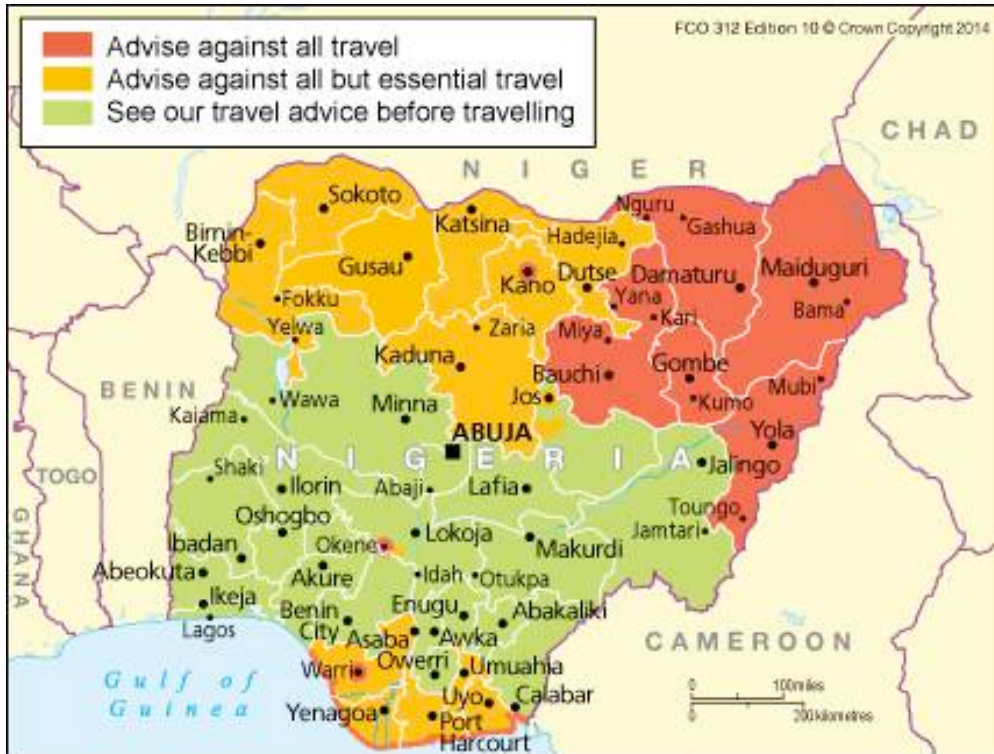 FCO 312 Edition 10 © Crown Copyright 2014
Advise against all travel
Advise against all but essential travel
See our travel advice before travelling
CHAD
NIGER
Sokoto
Katsina
Nguru
Gashua
Birnin-
Kebbi
Hadejia
Gusau
Kano
Dutse
Damaturu
Maiduguri
Fokku
Yana
Bama
Yelwa
Zaria
Miya
Kari
Kaduna
Bauchi
Gombe
Mubi
BENIN
Wawa
Jos
Kumo
Kaiama
Minna
ABUJA
Yola
NIGERIA
Shaki
Jalingo
TOGO
Ilorin
Abaji
Lafia
Toungo
Oshogbo
Jamtari
GHANA
Ibadan
Okene
Lokoja
Makurdi
Abeokuta
Akure
Idah
Otukpa
Ikeja
Benin
City
Enugu
Abakaliki
Lagos
Asaba
Awka
CAMEROON
Owerri
Umuahia
Warri
Gulf of
Guinea
Uyo
Calabar
Yenagoa
Port
Harcourt
0 100miles
0 200kilometres